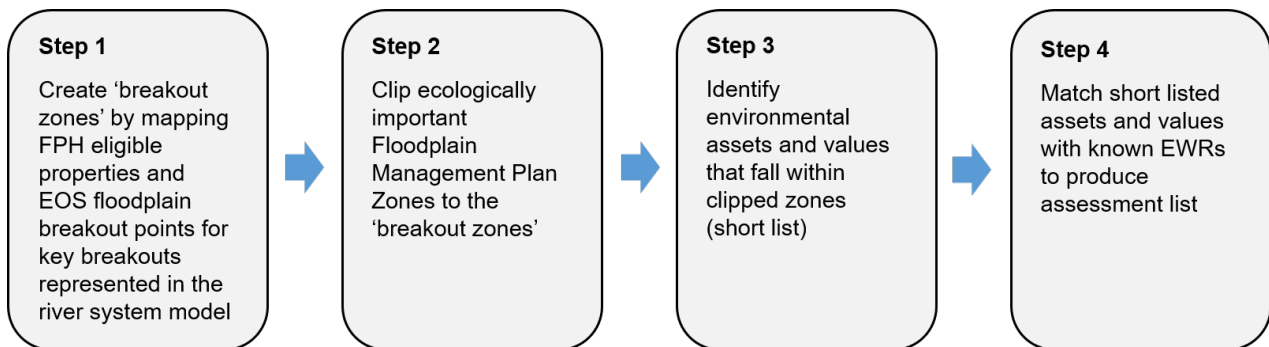 Step 1
Create ‘breakout
zones’ by mapping
FPH eligible
properties and
EOS floodplain
breakout points for
key breakouts
represented in the
river system model
Step 2
Clip ecologically
important
Floodplain
Management Plan
Zones to the
‘breakout zones’
Step 3
Identify
environmental
assets and values
that fall within
clipped zones
(short list)
Step 4
Match short listed
assets and values
with known EWRs
to produce
assessment list